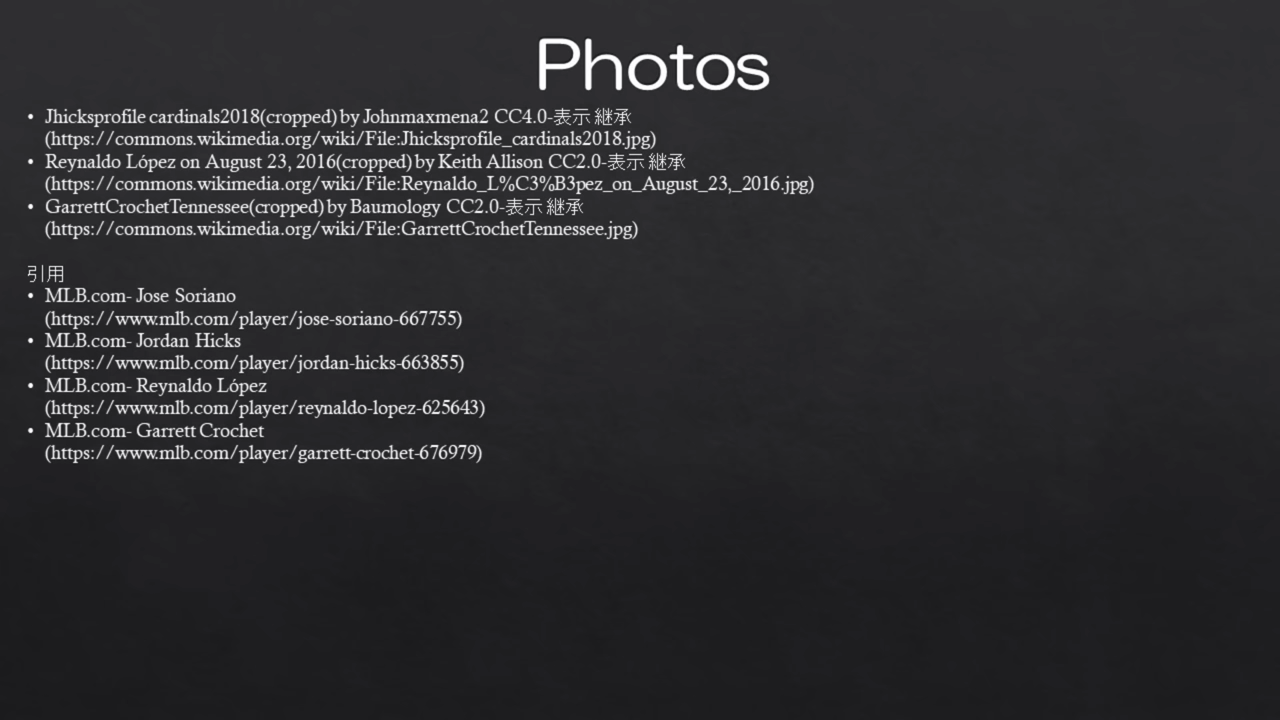 Photos
• Jhicksprofile cardinals2018(cropped) by Johnmaxmena2 CC4.0-表示 継承
(https://commons.wikimedia.org/wiki/File:Jhicksprofile_cardinals2018.jpg)
• Reynaldo López on August 23, 2016(cropped) by Keith Allison CC2.0-表示 継承
(https://commons.wikimedia.org/wiki/File:Reynaldo_L%C3%B3pez_on_August_23,_2016.jpg)
• GarrettCrochetTennessee(cropped) by Baumology CC2.0-表示 継承
(https://commons.wikimedia.org/wiki/File:GarrettCrochetTennessee.jpg)
引用
• MLB.com- Jose Soriano
(https://www.mlb.com/player/jose-soriano-667755)
• MLB.com- Jordan Hicks
(https://www.mlb.com/player/jordan-hicks-663855)
• MLB.com- Reynaldo López
(https://www.mlb.com/player/reynaldo-lopez-625643)
• MLB.com- Garrett Crochet
(https://www.mlb.com/player/garrett-crochet-676979)